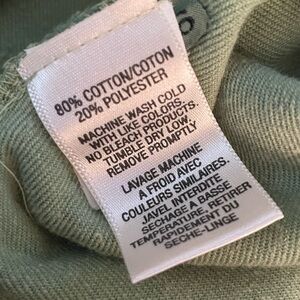 80% COTTON/COTON
20% POLYESTER
MACHINE WASH COLD
WITH LIKE COLORS.
NO BLEACH PRODUCTS.
TUMBLE DRY LOW.
REMOVE PROMPTLY
LAVAGE MACHINE
A FROID AVEC
COULEURS SIMILAIRES.
JAVEL INTERDITE
SECHAGE A BASSE
TEMPERATURE. RETIRER
RAPIDEMENT DU
SECHE-LINGE